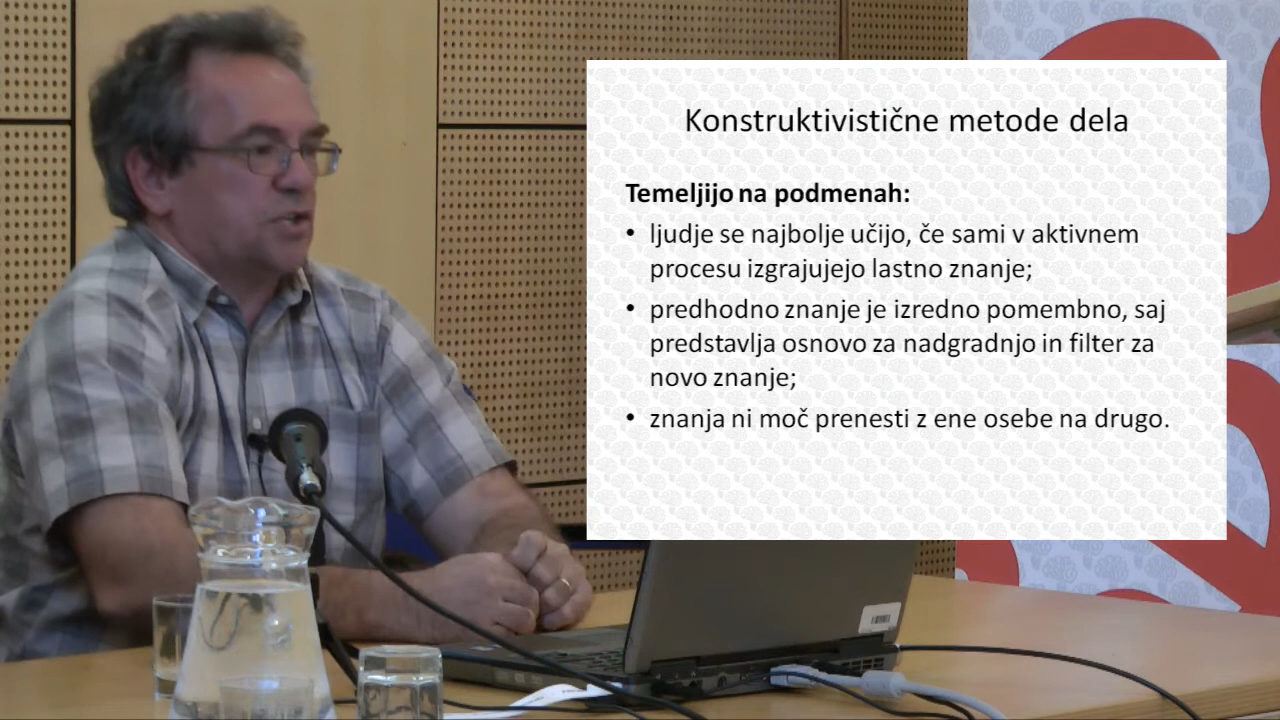 Konstruktivistične metode dela
Temeljijo na podmenah:
• ljudje se najbolje učijo, če sami v aktivnem
procesu izgrajujejo lastno znanje;
• predhodno znanje je izredno pomembno, saj
predstavlja osnovo za nadgradnjo in filter za
novo znanje;
• znanja ni moč prenesti z ene osebe na drugo.